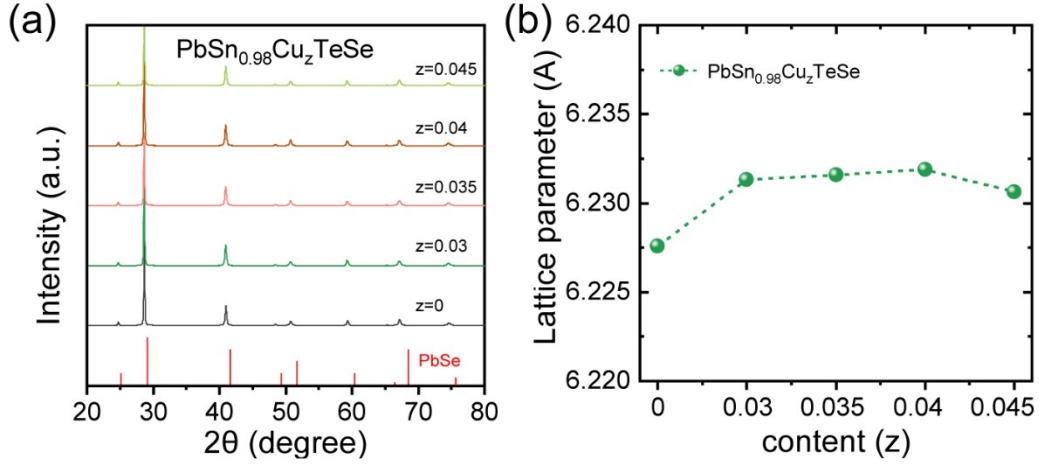 (a)
PbSn0.98CuzTeSe
z=0.045
z=0.04
z=0.035
z=0.03
z=0
PbSe
Intensity (a.u.)
20 30 40 50 60 70 80
2θ (degree)
(b)
PbSn0.98CuzTeSe
Lattice parameter (A)
6.240
6.235
6.230
6.225
6.220
0 0.03 0.035 0.04 0.045
content (z)